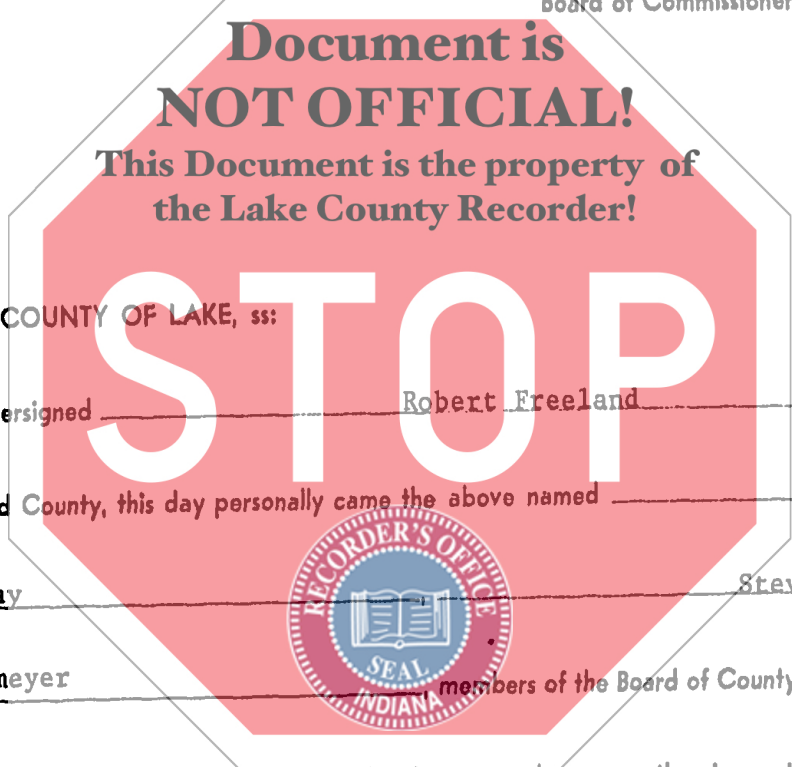 Board of Commissioner
Document is
NOT OFFICIAL!
This Document is the property of
the Lake County Recorder!
STOP
COUNTY OF LAKE, ss:
ersigned Robert Freeland
d County, this day personally came the above named
RECORDER'S OFFICE
ay , Stev
SEAL
meyer , members of the Board of County
INDIANA